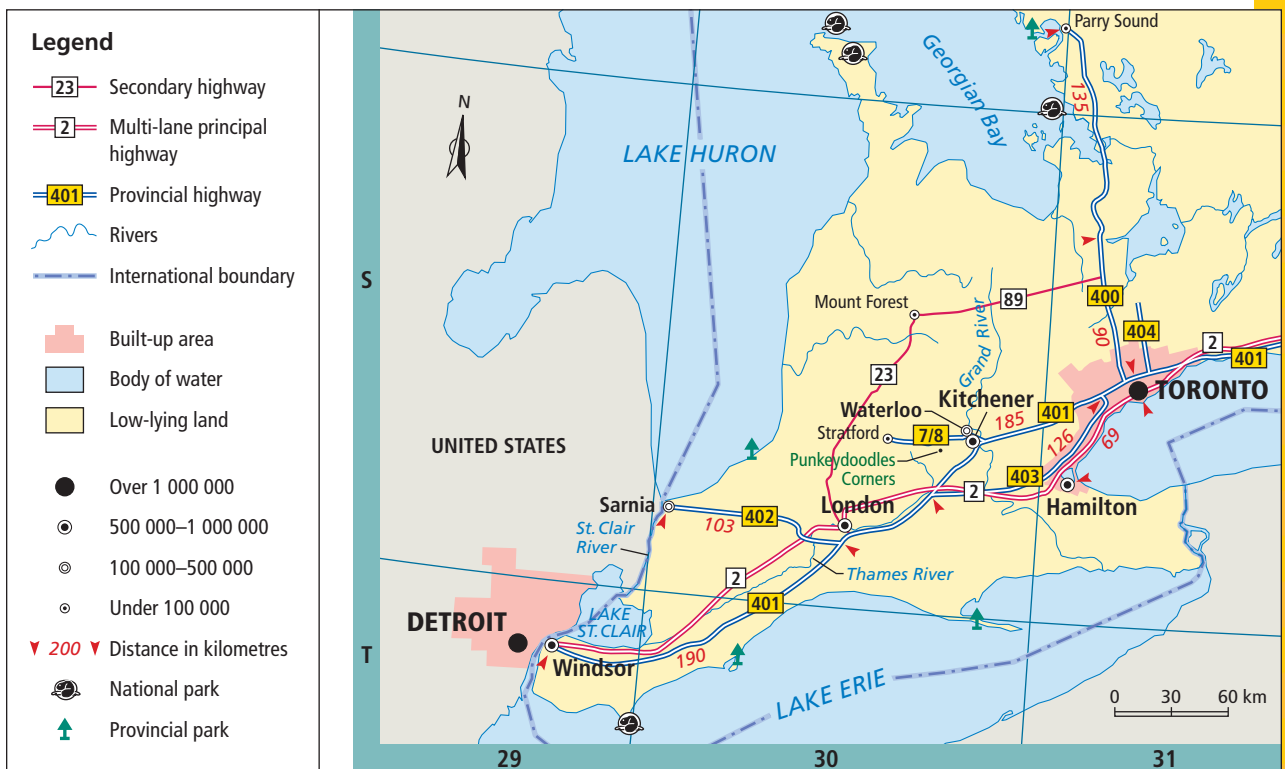 Legend
23 Secondary highway
2 Multi-lane principal
highway
401 Provincial highway
Rivers
International boundary
Built-up area
Body of water
Low-lying land
Over 1 000 000
500 000–1 000 000
100 000–500 000
Under 100 000
200 Distance in kilometres
National park
Provincial park
N
Parry Sound
Georgian Bay
135
LAKE HURON
S
Mount Forest
89
400
90
404
2
401
23
Grand River
TORONTO
Kitchener
Waterloo
185
401
Stratford
7/8
126
69
UNITED STATES
Punkeydoodles
Corners
403
2
Hamilton
Sarnia
103
402
London
St. Clair
River
Thames River
2
401
LAKE
ST. CLAIR
DETROIT
T
Windsor
190
LAKE ERIE
0 30 60 km
29
30
31